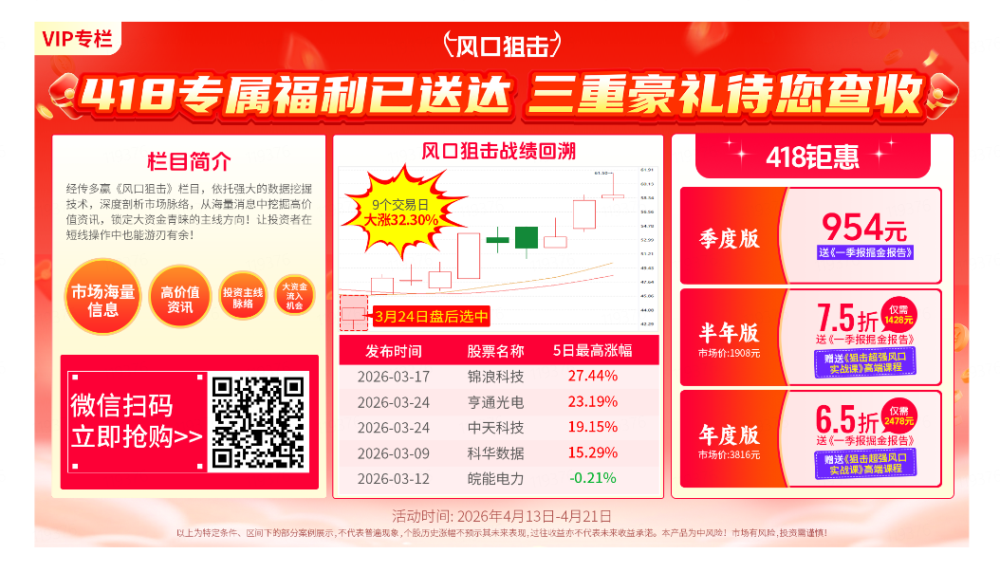 VIP专栏
风口狙击
418专属福利已送达 三重豪礼待您查收
栏目简介
经传多赢《风口狙击》栏目，依托强大的数据挖掘
技术，深度剖析市场脉络，从海量消息中挖掘高价
值资讯，锁定大资金青睐的主线方向！让投资者在
短线操作中也能游刃有余！
市场海量
信息
高价值
资讯
投资主线
脉络
大资金
流入
机会
微信扫码
立即抢购>>
风口狙击战绩回溯
9个交易日
大涨32.30%
3月24日盘后选中
61.50
61.91
60.13
58.34
56.56
54.78
52.99
51.21
49.43
47.64
45.06
44.08
42.29
发布时间 股票名称 5日最高涨幅
2026-03-17 锦浪科技 27.44%
2026-03-24 亨通光电 23.19%
2026-03-24 中天科技 19.15%
2026-03-09 科华数据 15.29%
2026-03-12 皖能电力 -0.21%
418钜惠
季度版
954元
送《一季报掘金报告》
半年版
市场价:1908元
7.5折
仅需
1428元
送《一季报掘金报告》
赠送《狙击超强风口
实战课》高端课程
年度版
市场价:3816元
6.5折
仅需
2478元
送《一季报掘金报告》
赠送《狙击超强风口
实战课》高端课程
活动时间: 2026年4月13日-4月21日
以上为特定条件、区间下的部分案例展示，不代表普遍现象，个股历史涨幅不预示其未来表现，过往收益亦不代表未来收益承诺。本产品为中风险！市场有风险，投资需谨慎！